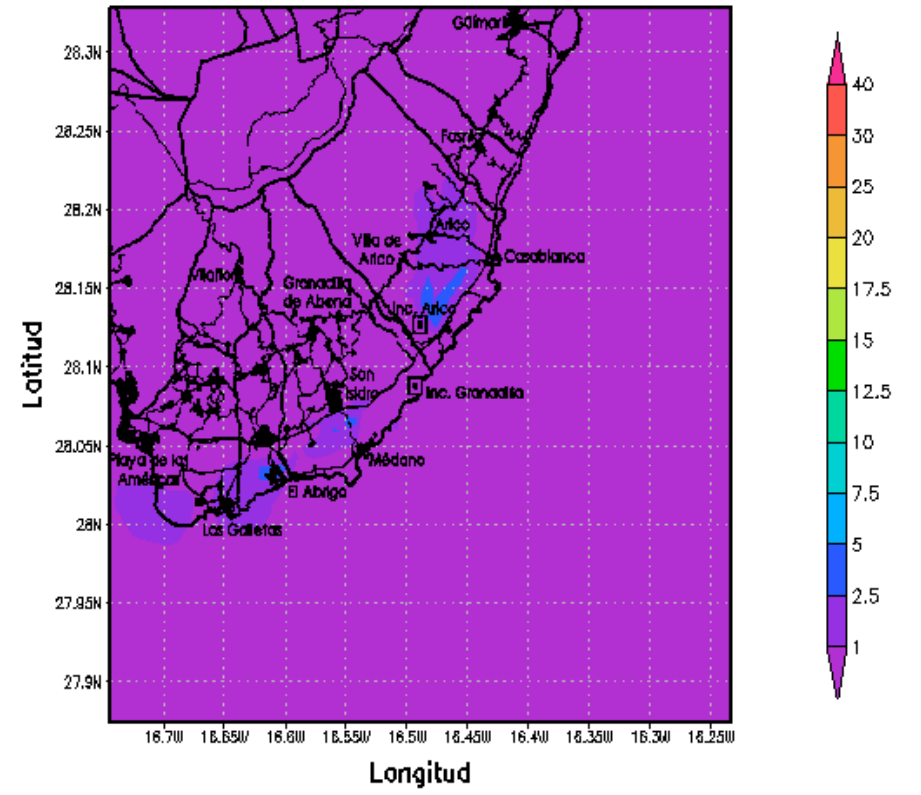 Güímar
28.3N
28.25N
Fasnia
28.2N
Arico
Villa de
Arico
Casablanca
Vilaflor
Granadilla
de Abona
28.15N
Inc. Arico
28.1N
San
Isidro
Inc. Granadilla
28.05N
Playa de las
Américas
Médano
El Abrigo
28N
Las Galletas
27.95N
27.9N
16.7W 16.65W 16.6W 16.55W 16.5W 16.45W 16.4W 16.35W 16.3W 16.25W
Longitud
Latitud
40
30
25
20
17.5
15
12.5
10
7.5
5
2.5
1